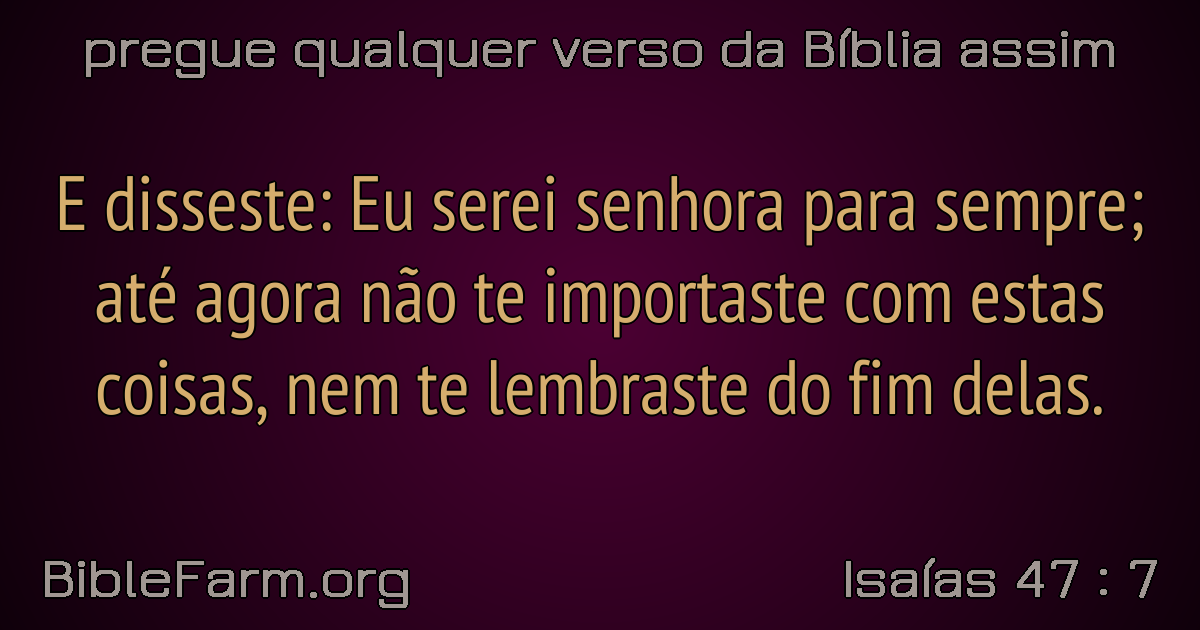 pregue qualquer verso da Bíblia assim
E disseste: Eu serei senhora para sempre;
até agora não te importaste com estas
coisas, nem te lembraste do fim delas.
BibleFarm.org
Isaías 47 : 7